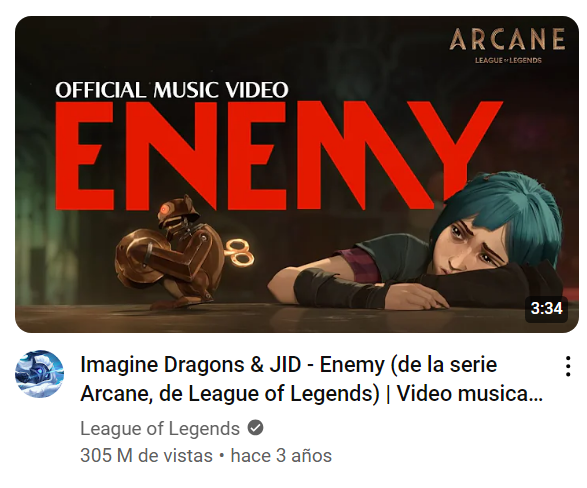 ARCANE
LEAGUE OF LEGENDS
OFFICIAL MUSIC VIDEO
ENEMY
3:34
Imagine Dragons & JID - Enemy (de la serie
Arcane, de League of Legends) | Video musica...
League of Legends
305 M de vistas • hace 3 años